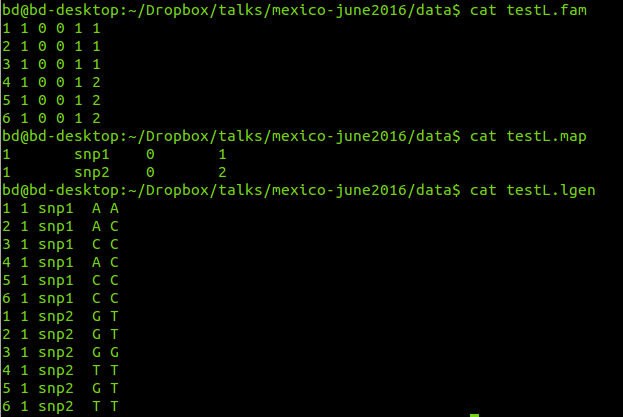 bd@bd-desktop:~/Dropbox/talks/mexico-june2016/data$ cat testL.fam
1 1 0 0 1 1
2 1 0 0 1 1
3 1 0 0 1 1
4 1 0 0 1 2
5 1 0 0 1 2
6 1 0 0 1 2
bd@bd-desktop:~/Dropbox/talks/mexico-june2016/data$ cat testL.map
1       snp1    0       1
1       snp2    0       2
bd@bd-desktop:~/Dropbox/talks/mexico-june2016/data$ cat testL.lgen
1 1 snp1  A A
2 1 snp1  A C
3 1 snp1  C C
4 1 snp1  A C
5 1 snp1  C C
6 1 snp1  C C
1 1 snp2  G T
2 1 snp2  G T
3 1 snp2  G G
4 1 snp2  T T
5 1 snp2  G T
6 1 snp2  T T